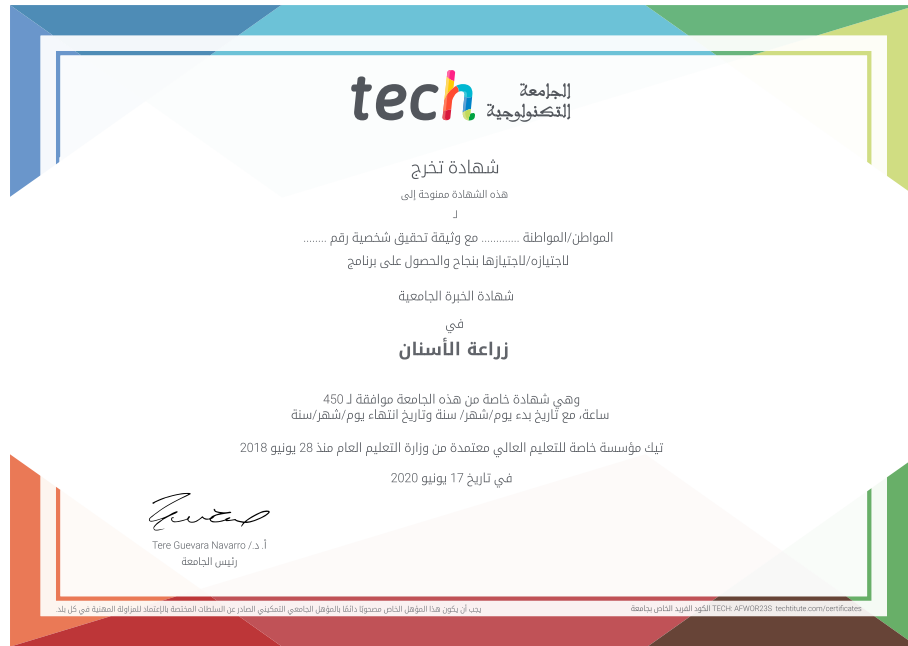 tech الجامعة
التكنولوجية
شهادة تخرج
هذه الشهادة ممنوحة إلى
لـ
المواطن/المواطنة ............. مع وثيقة تحقيق شخصية رقم ........
لاجتيازه/لاجتيازها بنجاح والحصول على برنامج
شهادة الخبرة الجامعية
في
زراعة الأسنان
وهي شهادة خاصة من هذه الجامعة موافقة لـ 450
ساعة، مع تاريخ بدء يوم/شهر/ سنة وتاريخ انتهاء يوم/شهر/سنة
تيك مؤسسة خاصة للتعليم العالي معتمدة من وزارة التعليم العام منذ 28 يونيو 2018
في تاريخ 17 يونيو 2020
أ. د./ Tere Guevara Navarro
رئيس الجامعة
يجب أن يكون هذا المؤهل الخاص مصحوبًا دائمًا بالمؤهل الجامعي التمكيني الصادر عن السلطات المختصة بالإعتماد للمزاولة المهنية في كل بلد.
الكود الفريد الخاص بجامعة TECH: AFWOR23S techtitute.com/certificates